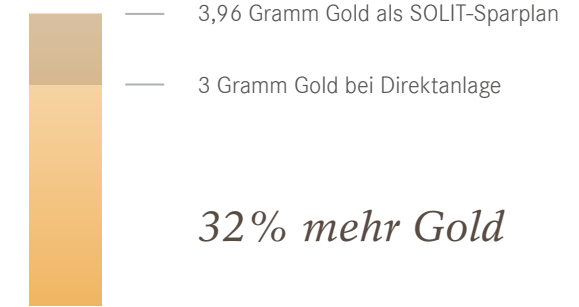 3,96 Gramm Gold als SOLIT-Sparplan
3 Gramm Gold bei Direktanlage
32% mehr Gold